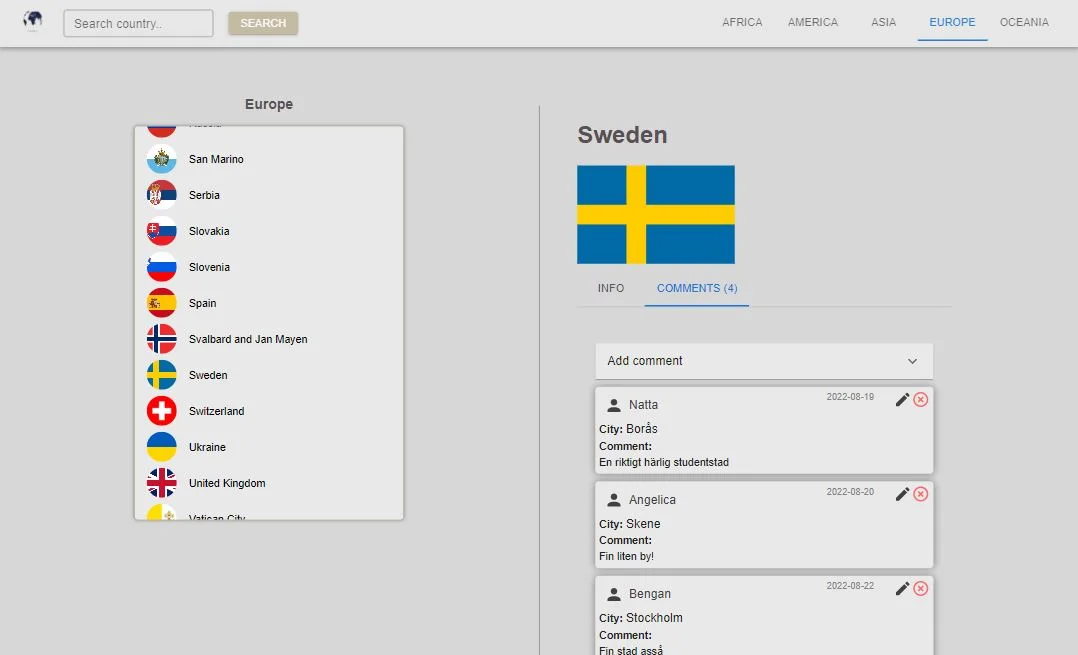 Search country..
SEARCH
AFRICA
AMERICA
ASIA
EUROPE
OCEANIA
Europe
San Marino
Serbia
Slovakia
Slovenia
Spain
Svalbard and Jan Mayen
Sweden
Switzerland
Ukraine
United Kingdom
Vatican City
Sweden
INFO
COMMENTS (4)
Add comment
Natta
2022-08-19
City: Borås
Comment:
En riktigt härlig studentstad
Angelica
2022-08-20
City: Skene
Comment:
Fin liten by!
Bengan
2022-08-22
City: Stockholm
Comment:
Fin stad asså